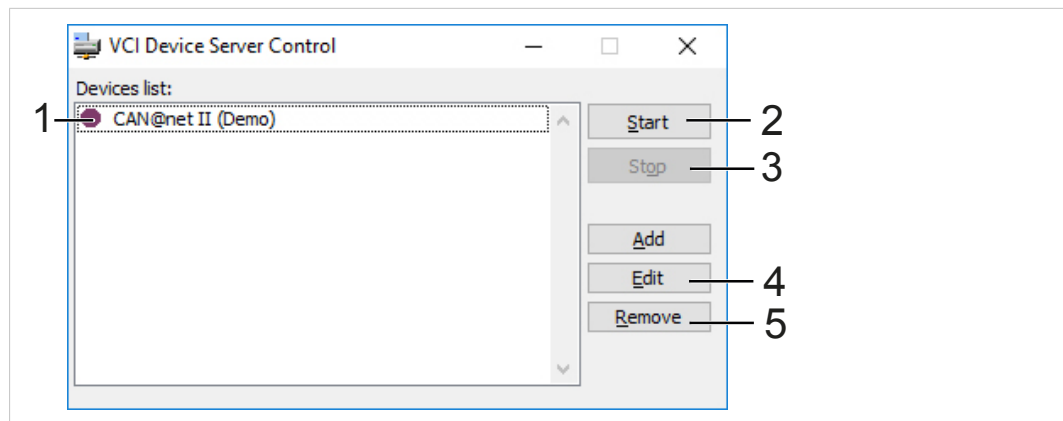 VCI Device Server Control
Devices list:
1 CAN@net II (Demo)
Start 2
Stop 3
Add
Edit 4
Remove 5